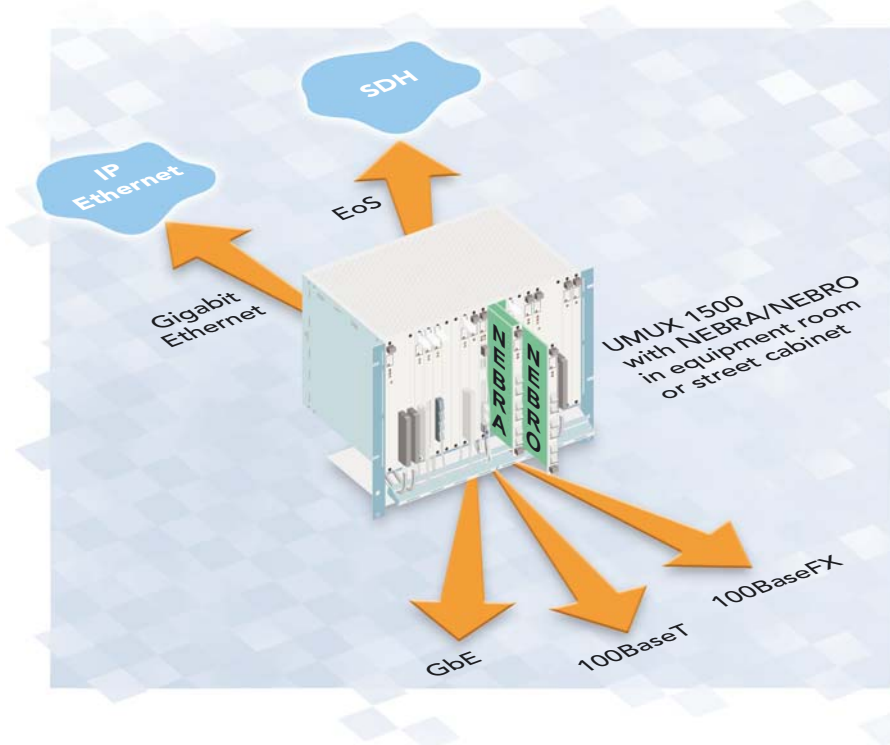 SDH
IP
Ethernet
EoS
Gigabit
Ethernet
UMUX 1500
with NEBRA/NEBRO
in equipment room
or street cabinet
NEBRA
NEBRO
GbE
100BaseT
100BaseFX